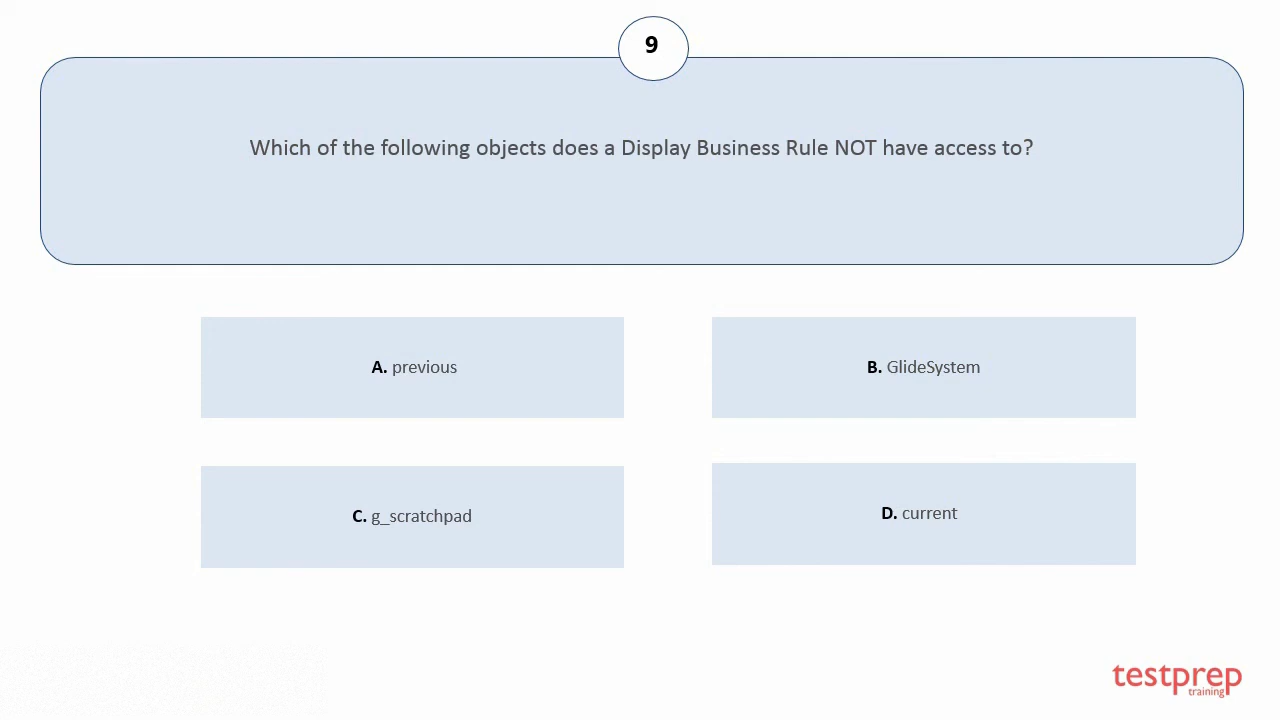 9
Which of the following objects does a Display Business Rule NOT have access to?
A. previous
B. GlideSystem
C. g_scratchpad
D. current
testprep
training